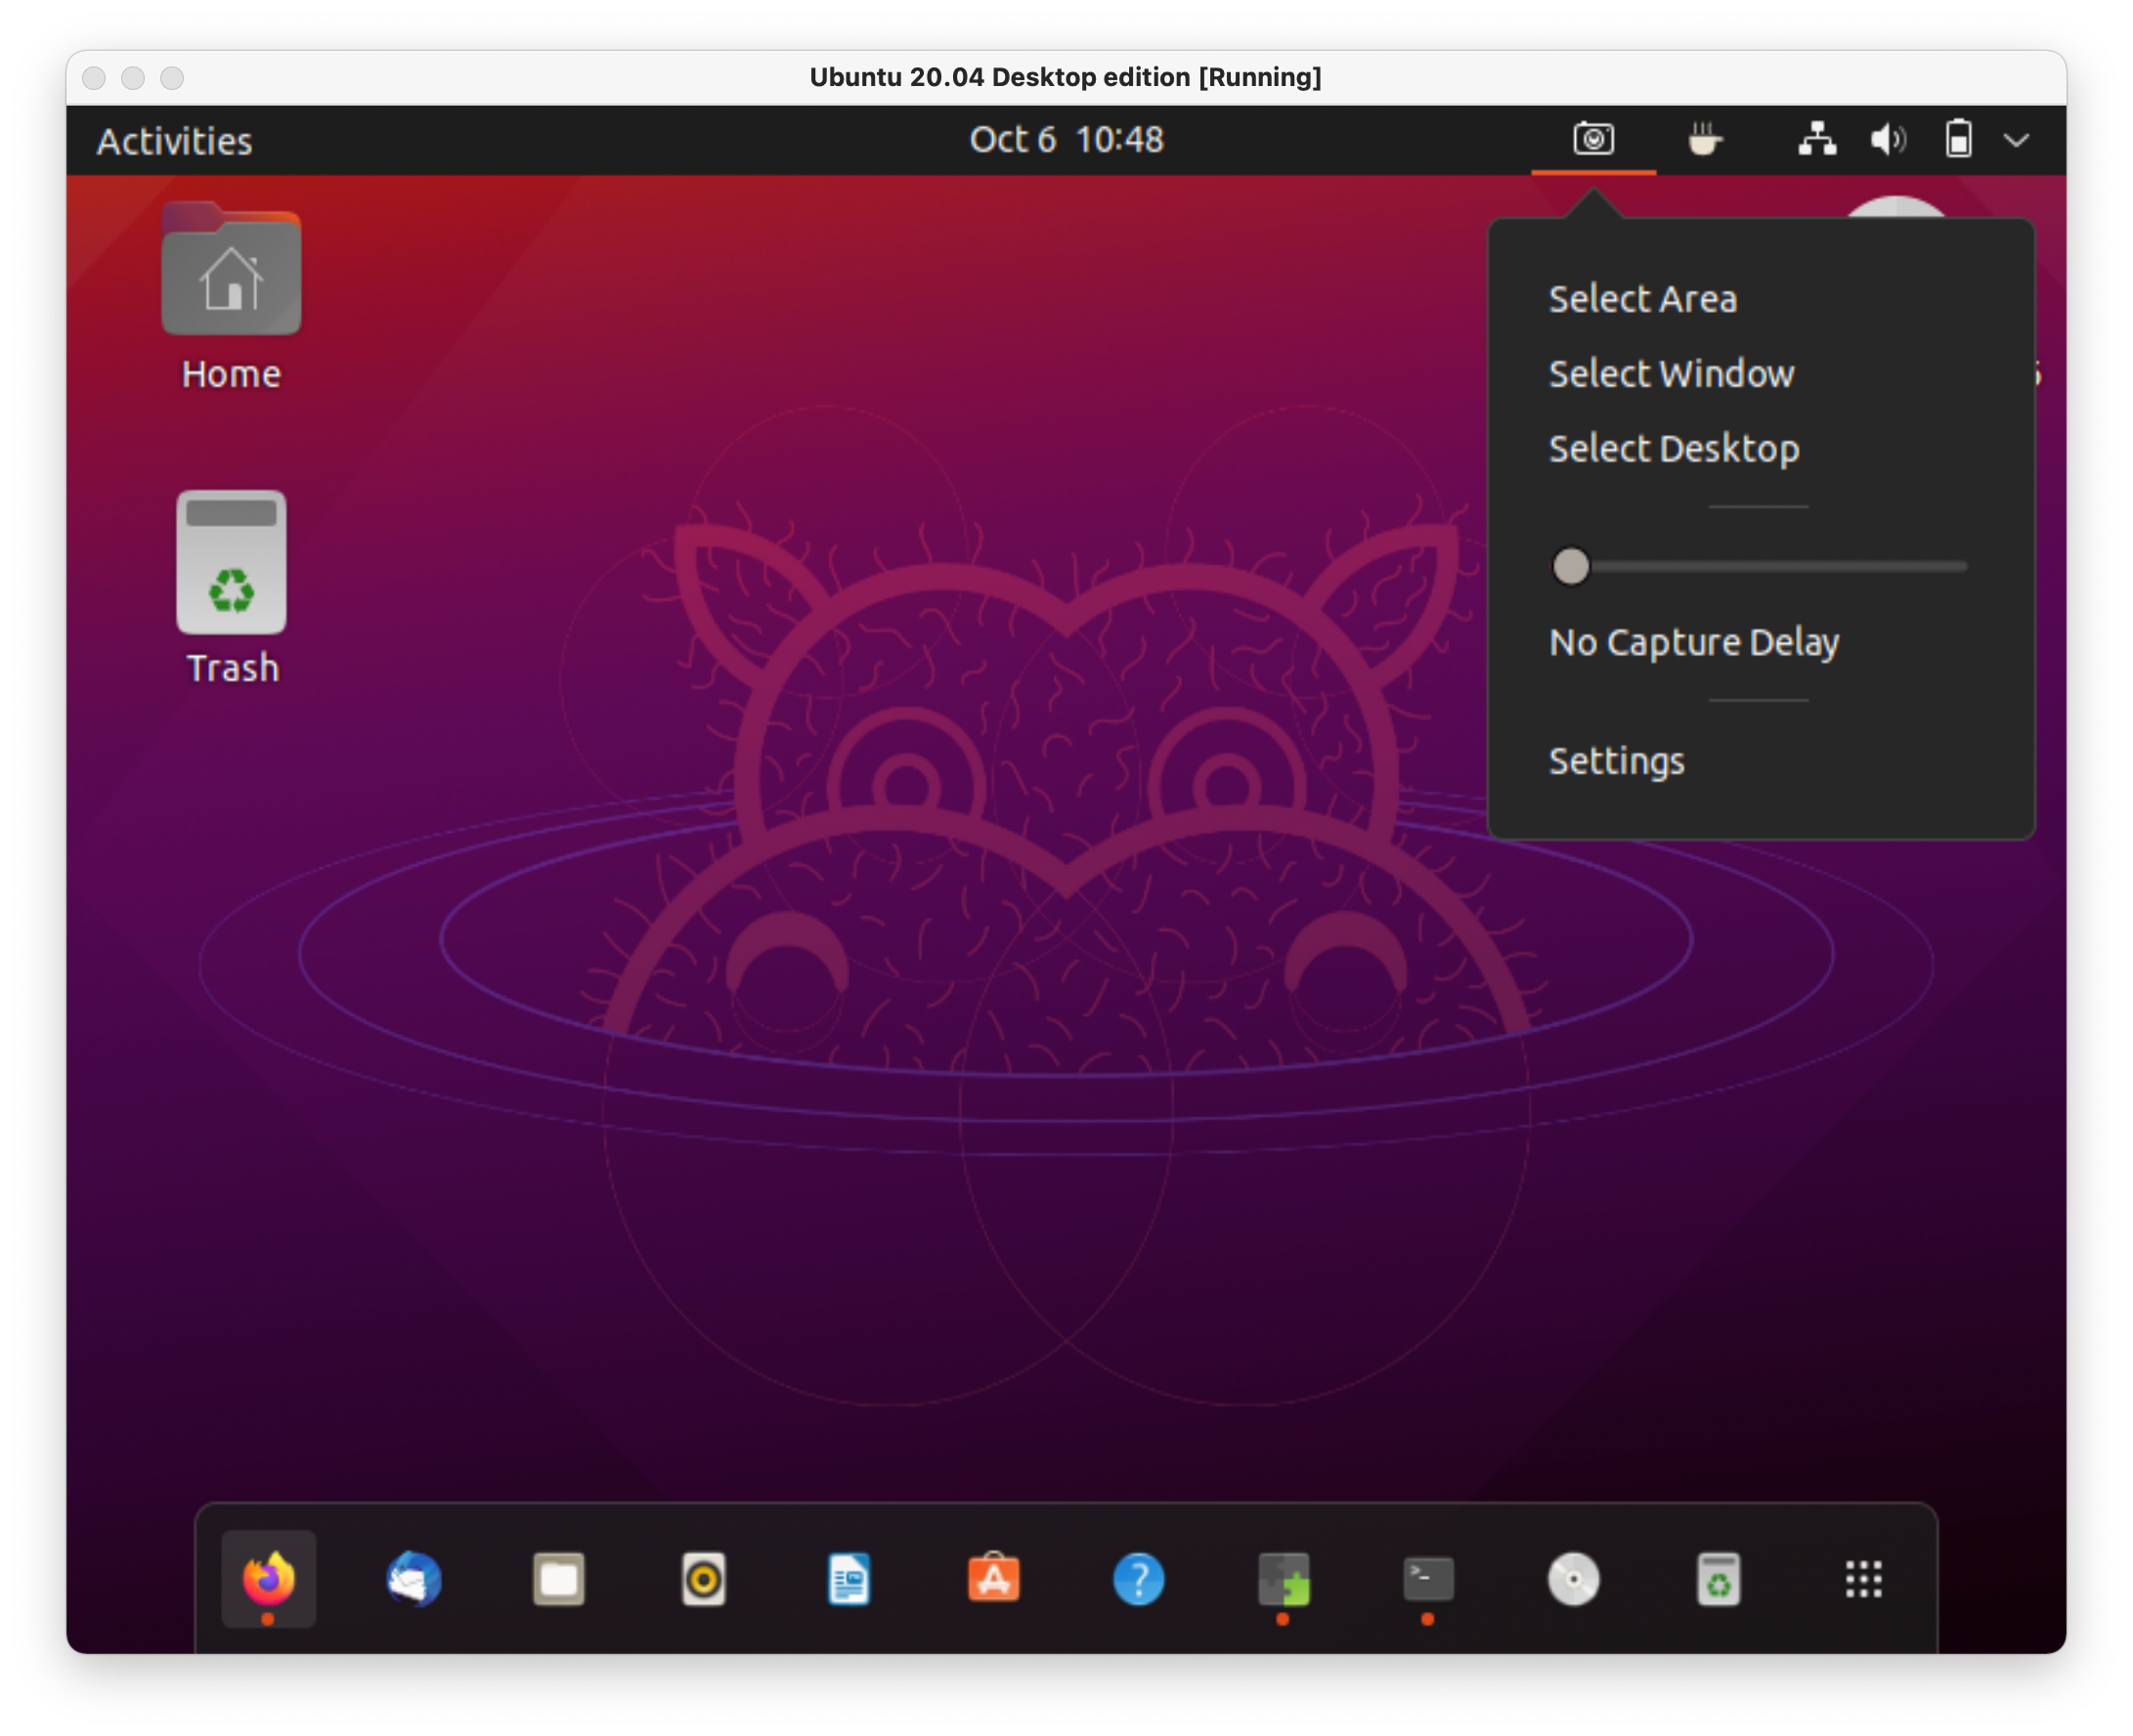 Ubuntu 20.04 Desktop edition [Running]
Activities
Oct 6 10:48
Home
Trash
Select Area
Select Window
Select Desktop
No Capture Delay
Settings